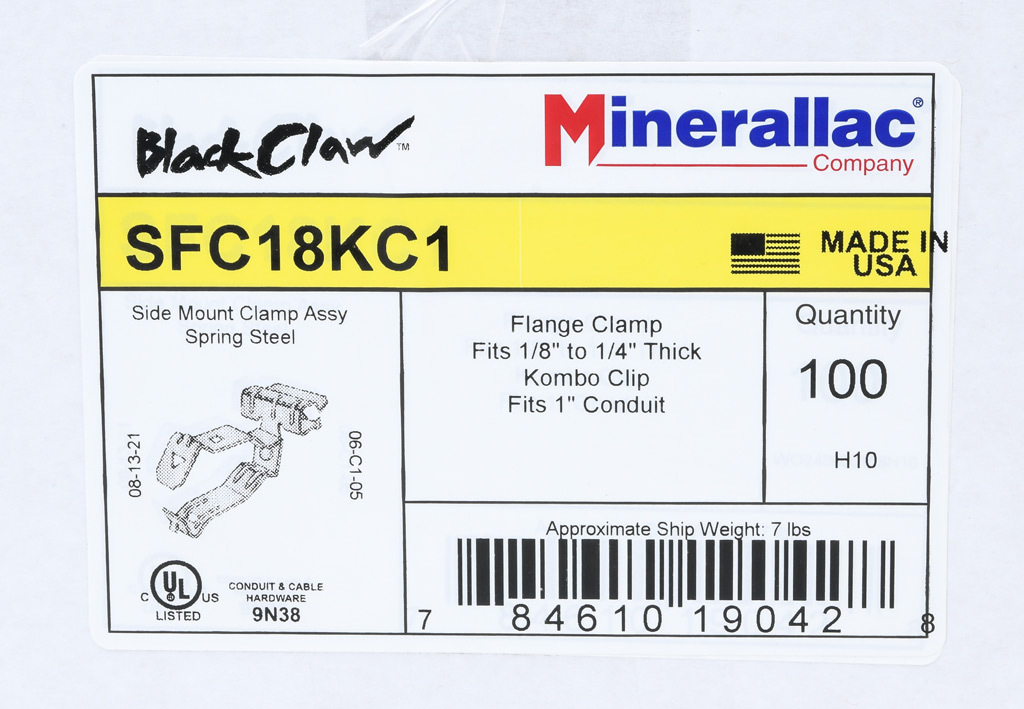 BlackClaw™
Minerallac®
Company
SFC18KC1
MADE IN
USA
Side Mount Clamp Assy
Spring Steel
08-13-21
06-C1-05
C UL ® US
LISTED
CONDUIT & CABLE
HARDWARE
9N38
Flange Clamp
Fits 1/8" to 1/4" Thick
Kombo Clip
Fits 1" Conduit
Quantity
100
H10
Approximate Ship Weight: 7 lbs
7 84610 19042 8